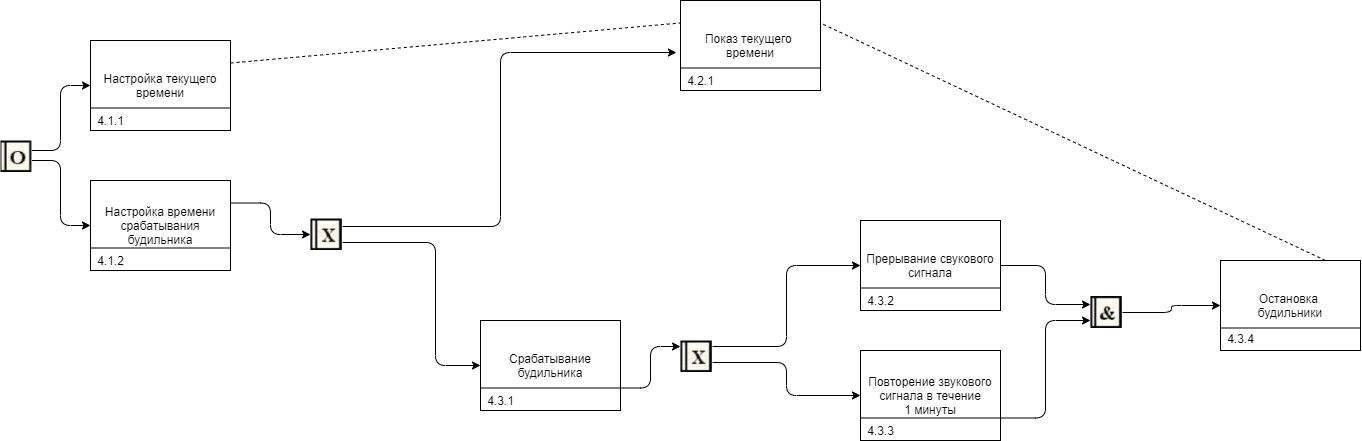 Показ текущего
времени
4.2.1
Настройка текущего
времени
4.1.1
O
Настройка времени
срабатывания
будильника
4.1.2
X
Прерывание звукового
сигнала
4.3.2
&
Остановка
будильники
4.3.4
Срабатывание
будильника
4.3.1
X
Повторение звукового
сигнала в течение
1 минуты
4.3.3